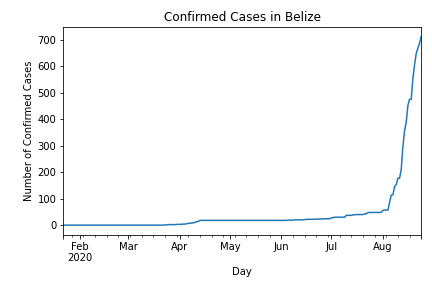 Confirmed Cases in Belize
700
600
500
400
300
200
100
0
Number of Confirmed Cases
Feb Mar Apr May Jun Jul Aug
2020
Day